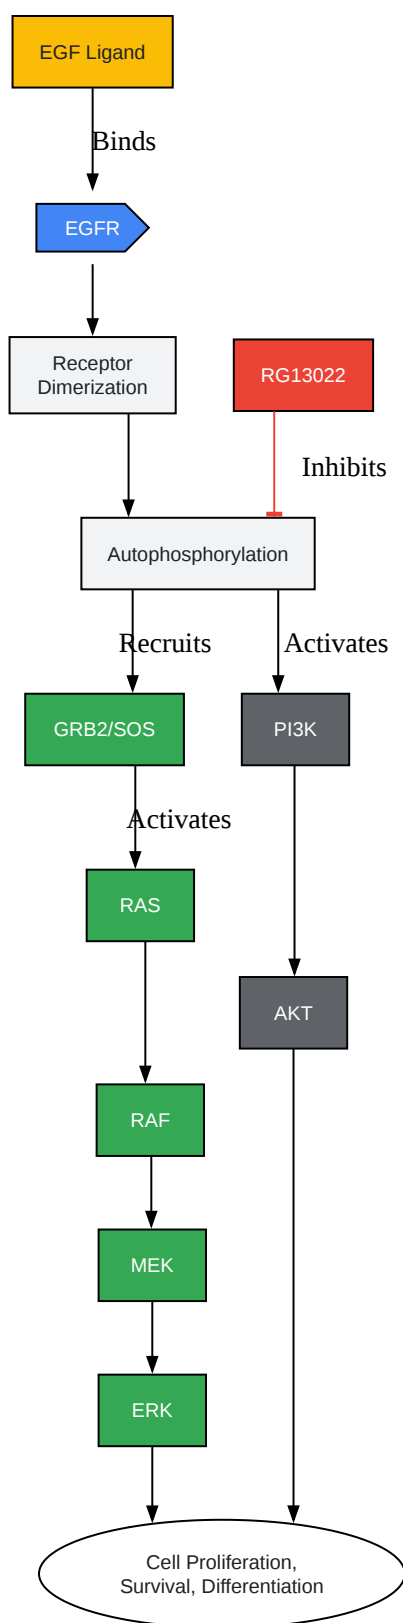 EGF Ligand
Binds
EGFR
Receptor
Dimerization
RG13022
Inhibits
Autophosphorylation
Recruits
Activates
GRB2/SOS
PI3K
Activates
RAS
AKT
RAF
MEK
ERK
Cell Proliferation,
Survival, Differentiation